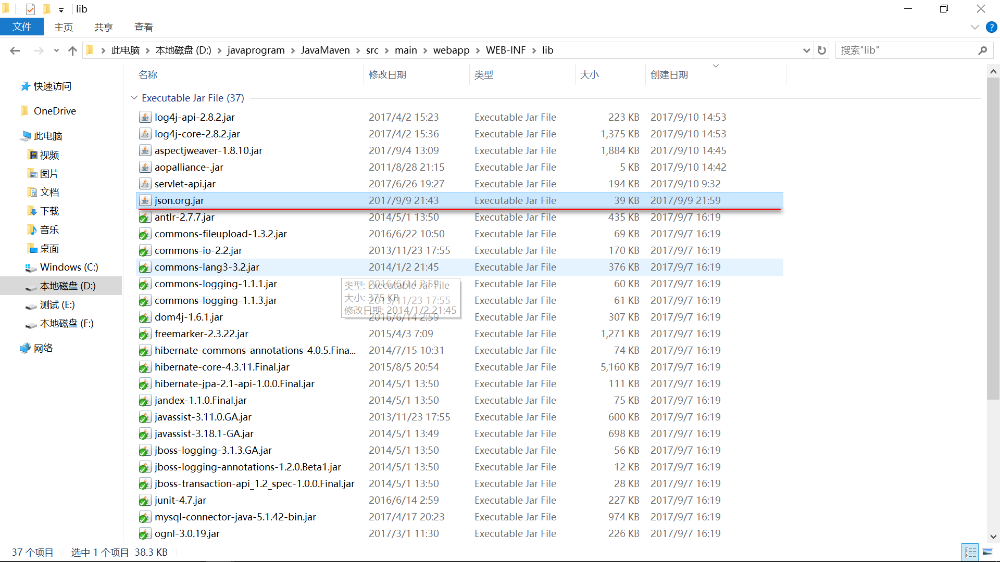 lib
文件 主页 共享 查看
此电脑 本地磁盘 (D:) javaprogram JavaMaven src main webapp WEB-INF lib 搜索"lib"
名称 修改日期 类型 大小 创建日期
快速访问
OneDrive
此电脑
视频
图片
文档
下载
音乐
桌面
Windows (C:)
本地磁盘 (D:)
测试 (E:)
本地磁盘 (F:)
网络
Executable Jar File (37)
log4j-api-2.8.2.jar 2017/4/2 15:23 Executable Jar File 223 KB 2017/9/10 14:53
log4j-core-2.8.2.jar 2017/4/2 15:36 Executable Jar File 1,375 KB 2017/9/10 14:53
aspectjweaver-1.8.10.jar 2017/9/4 13:09 Executable Jar File 1,884 KB 2017/9/10 14:45
aopalliance-.jar 2011/8/28 21:15 Executable Jar File 5 KB 2017/9/10 14:42
servlet-api.jar 2017/6/26 19:27 Executable Jar File 194 KB 2017/9/10 9:32
json.org.jar 2017/9/9 21:43 Executable Jar File 39 KB 2017/9/9 21:59
antlr-2.7.7.jar 2014/5/1 13:50 Executable Jar File 435 KB 2017/9/7 16:19
commons-fileupload-1.3.2.jar 2016/6/22 10:50 Executable Jar File 69 KB 2017/9/7 16:19
commons-io-2.2.jar 2013/11/23 17:55 Executable Jar File 170 KB 2017/9/7 16:19
commons-lang3-3.2.jar 2014/1/2 21:45 Executable Jar File 376 KB 2017/9/7 16:19
commons-logging-1.1.1.jar 2016/6/14 2:59 Executable Jar File 60 KB 2017/9/7 16:19
commons-logging-1.1.3.jar 2013/11/23 17:55 Executable Jar File 61 KB 2017/9/7 16:19
dom4j-1.6.1.jar 2016/6/14 2:59 Executable Jar File 307 KB 2017/9/7 16:19
类型: Executable Jar File
大小: 375 KB
修改日期: 2014/1/2 21:45
freemarker-2.3.22.jar 2015/4/3 7:09 Executable Jar File 1,271 KB 2017/9/7 16:19
hibernate-commons-annotations-4.0.5.Fina... 2014/7/15 10:31 Executable Jar File 74 KB 2017/9/7 16:19
hibernate-core-4.3.11.Final.jar 2015/8/5 20:54 Executable Jar File 5,160 KB 2017/9/7 16:19
hibernate-jpa-2.1-api-1.0.0.Final.jar 2014/5/1 13:50 Executable Jar File 111 KB 2017/9/7 16:19
jandex-1.1.0.Final.jar 2014/5/1 13:50 Executable Jar File 75 KB 2017/9/7 16:19
javassist-3.11.0.GA.jar 2013/11/23 17:55 Executable Jar File 600 KB 2017/9/7 16:19
javassist-3.18.1-GA.jar 2014/5/1 13:49 Executable Jar File 698 KB 2017/9/7 16:19
jboss-logging-3.1.3.GA.jar 2014/5/1 13:50 Executable Jar File 56 KB 2017/9/7 16:19
jboss-logging-annotations-1.2.0.Beta1.jar 2014/5/1 13:50 Executable Jar File 12 KB 2017/9/7 16:19
jboss-transaction-api_1.2_spec-1.0.0.Final.jar 2014/5/1 13:50 Executable Jar File 28 KB 2017/9/7 16:19
junit-4.7.jar 2016/6/14 2:59 Executable Jar File 227 KB 2017/9/7 16:19
mysql-connector-java-5.1.42-bin.jar 2017/4/17 20:23 Executable Jar File 974 KB 2017/9/7 16:19
ognl-3.0.19.jar 2017/3/1 11:30 Executable Jar File 226 KB 2017/9/7 16:19
37 个项目 选中 1 个项目 38.3 KB